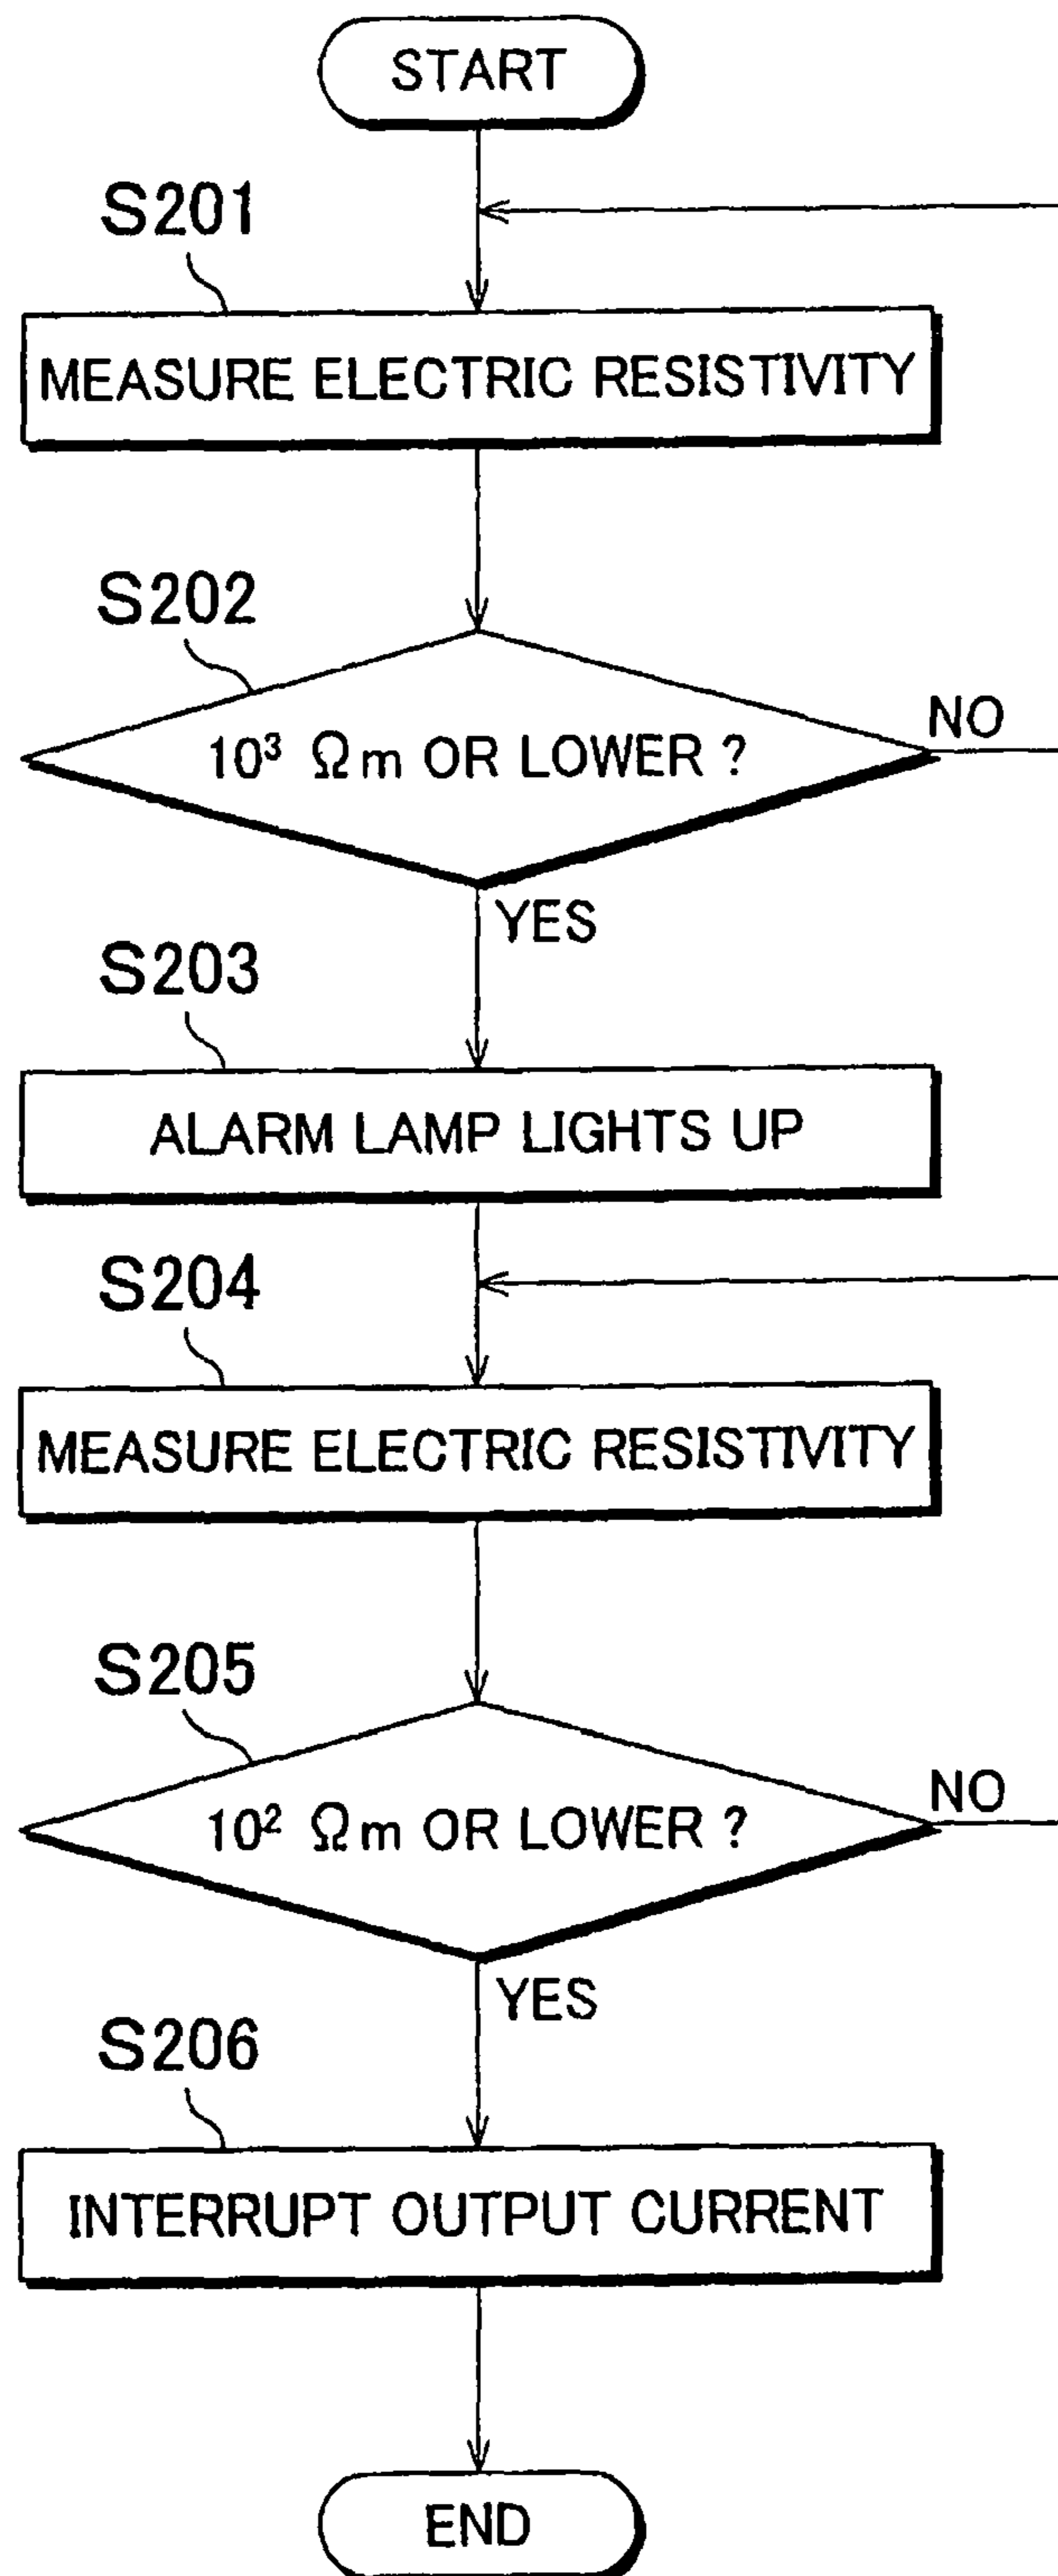 START
S201
MEASURE ELECTRIC RESISTIVITY
S202
10³ Ωm OR LOWER ?
NO
YES
S203
ALARM LAMP LIGHTS UP
S204
MEASURE ELECTRIC RESISTIVITY
S205
10² Ωm OR LOWER ?
NO
YES
S206
INTERRUPT OUTPUT CURRENT
END